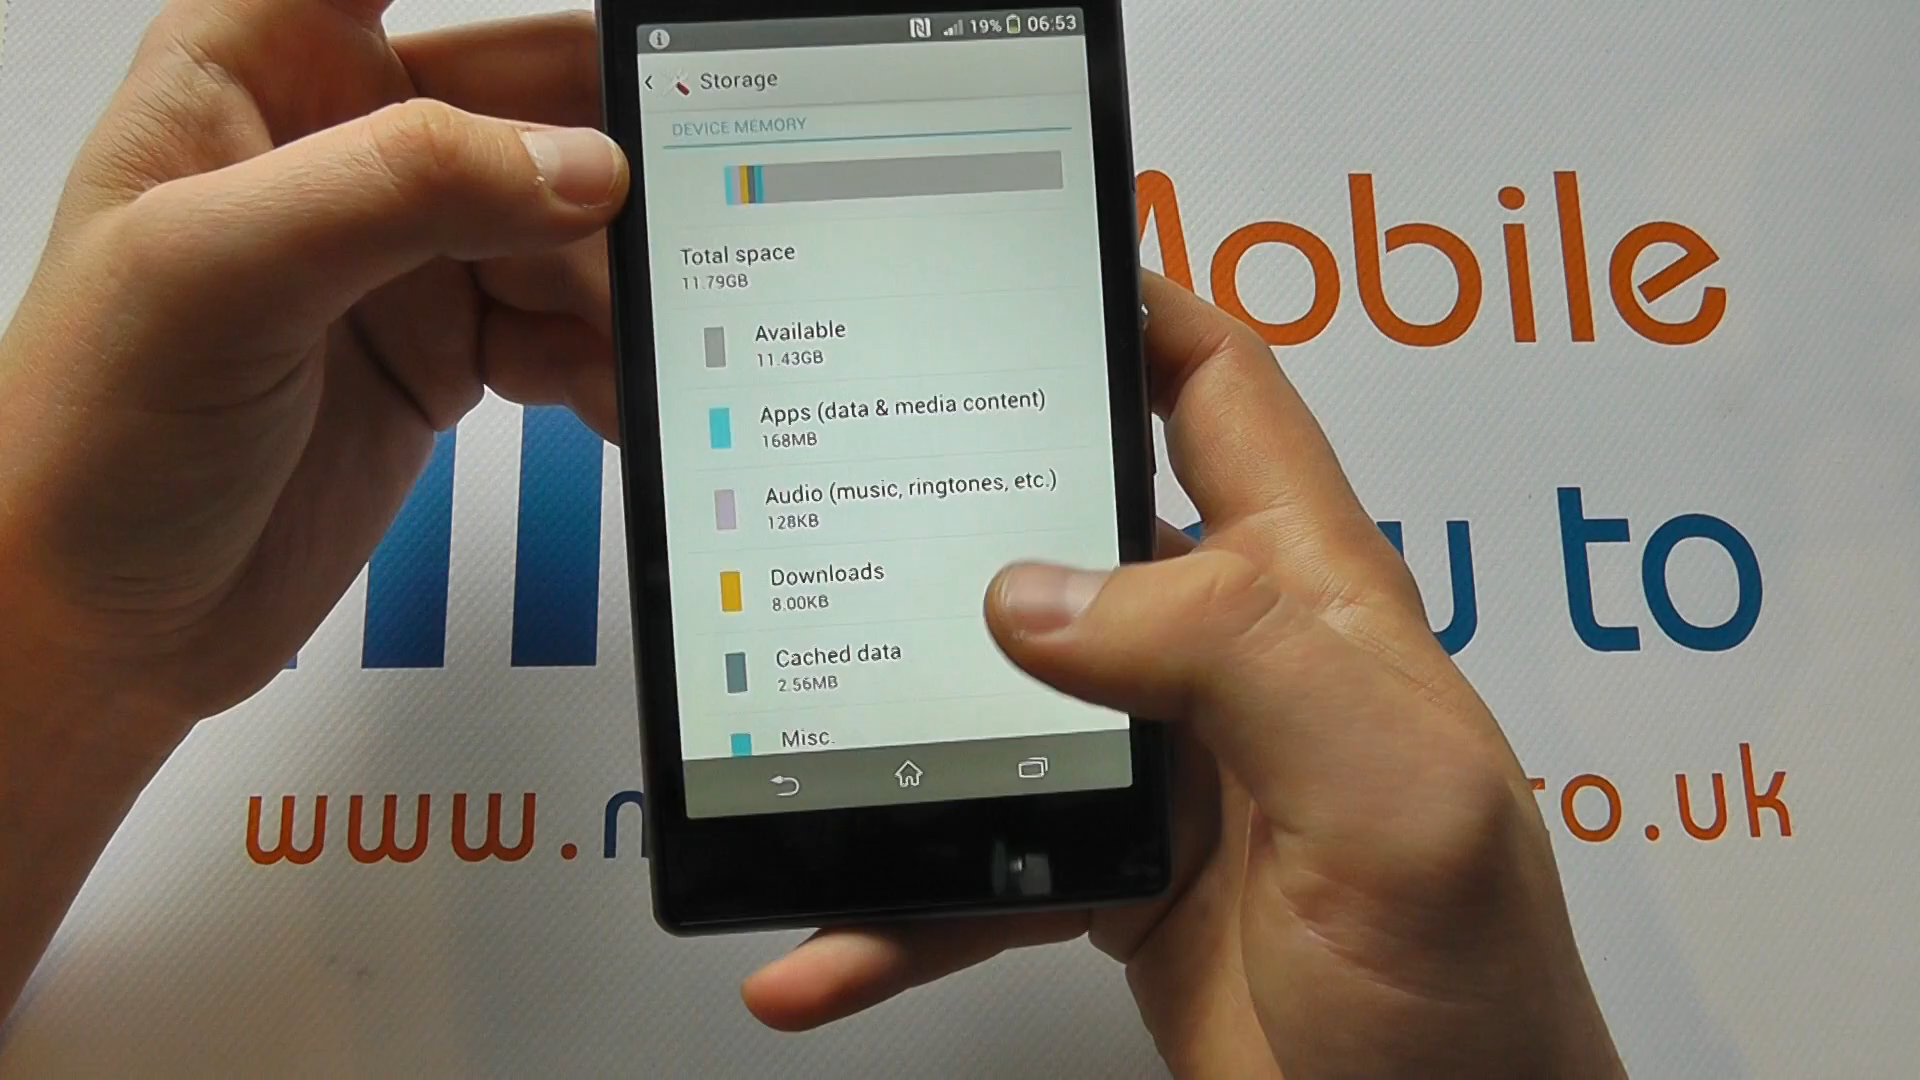 19% 06:53
Storage
DEVICE MEMORY
Total space
11.79GB
Available
11.43GB
Apps (data & media content)
168MB
Audio (music, ringtones, etc.)
128KB
Downloads
8.00KB
Cached data
2.56MB
Misc.
Mobile
to
www.
.uk